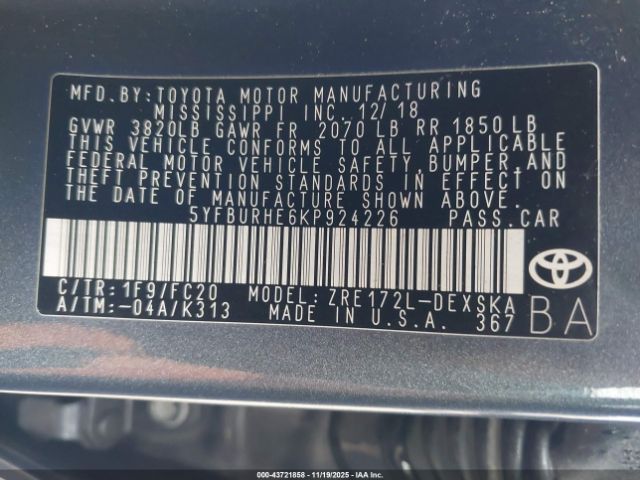 MFD.BY:TOYOTA MOTOR MANUFACTURING
MISSISSIPPI INC. 12/18
GVWR 3820LB GAWR FR 2070 LB RR 1850 LB
THIS VEHICLE CONFORMS TO ALL APPLICABLE
FEDERAL MOTOR VEHICLE SAFETY, BUMPER, AND
THEFT PREVENTION STANDARDS IN EFFECT ON
THE DATE OF MANUFACTURE SHOWN ABOVE.
5YFBURHE6KP924226 PASS.CAR
C/TR:1F9/FC20 MODEL: ZRE172L-DEXSKA
A/TM:-04A/K313 MADE IN U.S.A. 367
BA
000-43721858 - 11/19/2025 - IAA Inc.